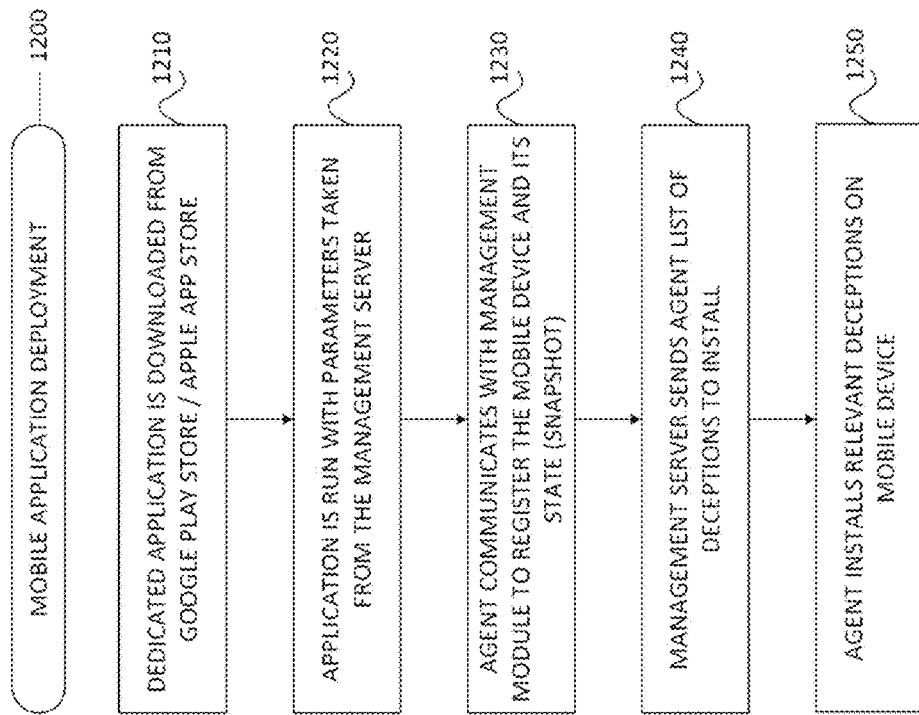 MOBILE APPLICATION DEPLOYMENT
1200
DEDICATED APPLICATION IS DOWNLOADED FROM
GOOGLE PLAY STORE / APPLE APP STORE
1210
APPLICATION IS RUN WITH PARAMETERS TAKEN
FROM THE MANAGEMENT SERVER
1220
AGENT COMMUNICATES WITH MANAGEMENT
MODULE TO REGISTER THE MOBILE DEVICE AND ITS
STATE (SNAPSHOT)
1230
MANAGEMENT SERVER SENDS AGENT LIST OF
DECEPTIONS TO INSTALL
1240
AGENT INSTALLS RELEVANT DECEPTIONS ON
MOBILE DEVICE
1250